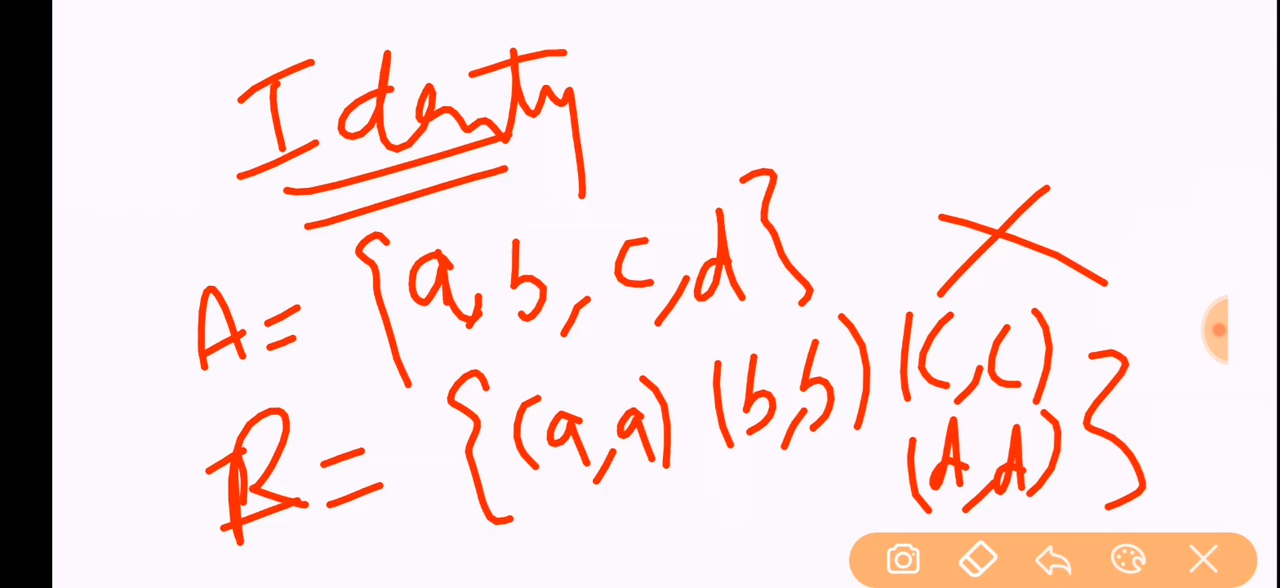 Identity
A = {a, b, c, d}
R = {(a,a) (b,b) (c,c)
(d,d)}